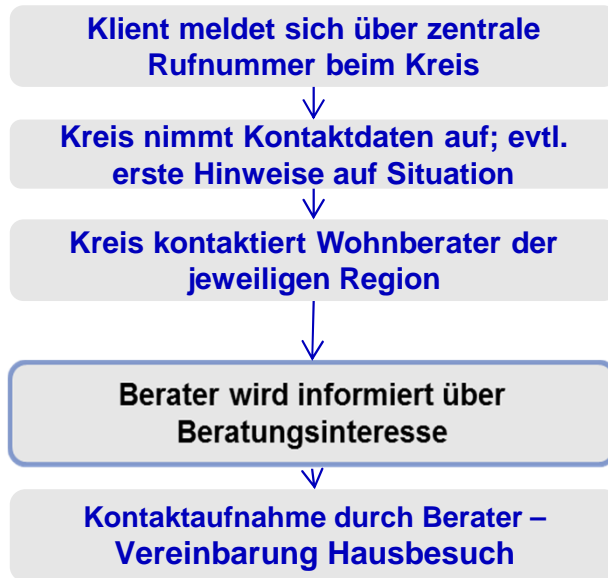 Klient meldet sich über zentrale
Rufnummer beim Kreis
Kreis nimmt Kontaktdaten auf; evtl.
erste Hinweise auf Situation
Kreis kontaktiert Wohnberater der
jeweiligen Region
Berater wird informiert über
Beratungsinteresse
Kontaktaufnahme durch Berater –
Vereinbarung Hausbesuch